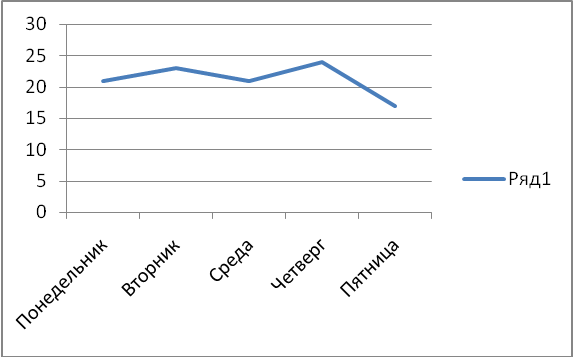 30
25
20
15
10
5
0
Понедельник
Вторник
Среда
Четверг
Пятница
Ряд1